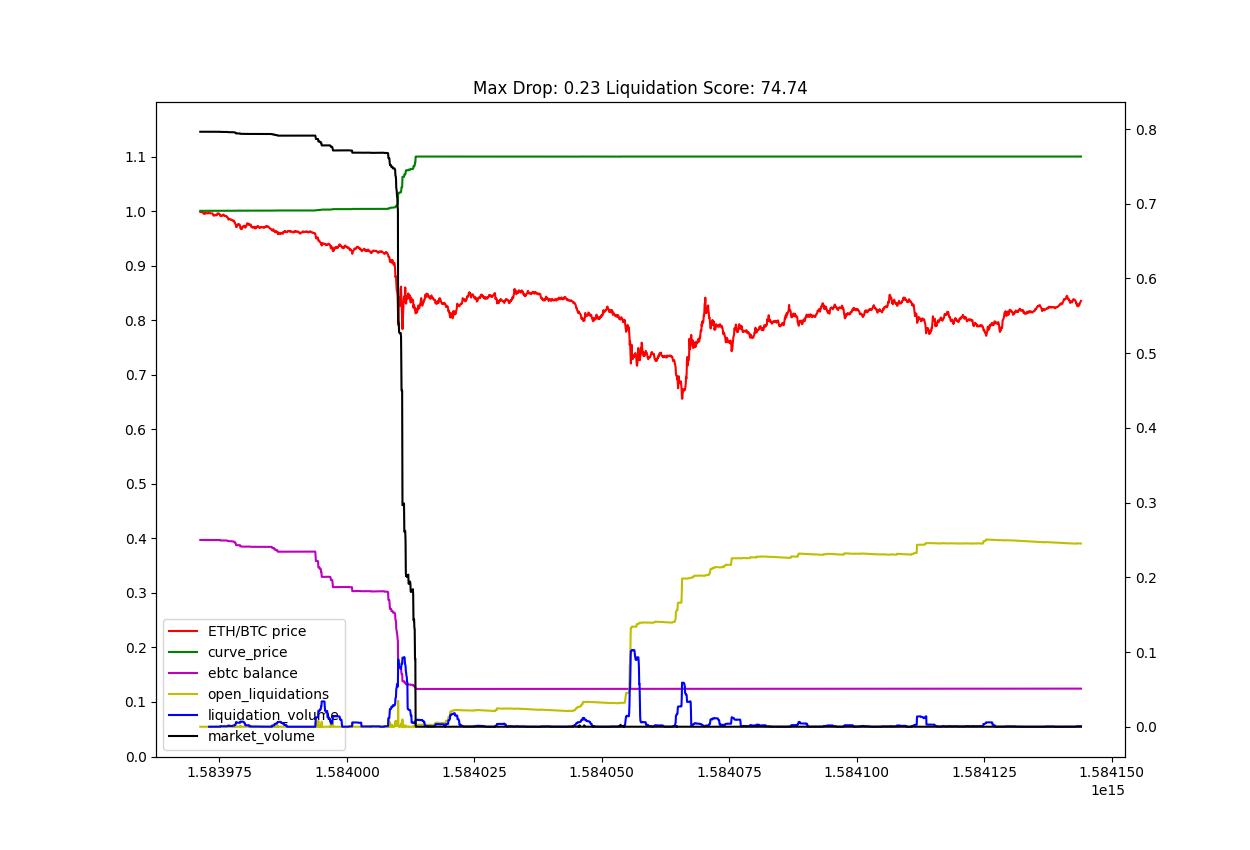 Max Drop: 0.23 Liquidation Score: 74.74
1.1
1.0
0.9
0.8
0.7
0.6
0.5
0.4
0.3
0.2
0.1
0.0
0.8
0.7
0.6
0.5
0.4
0.3
0.2
0.1
0.0
ETH/BTC price
curve_price
ebtc balance
open_liquidations
liquidation_volume
market_volume
1.583975 1.584000 1.584025 1.584050 1.584075 1.584100 1.584125 1.584150
1e15